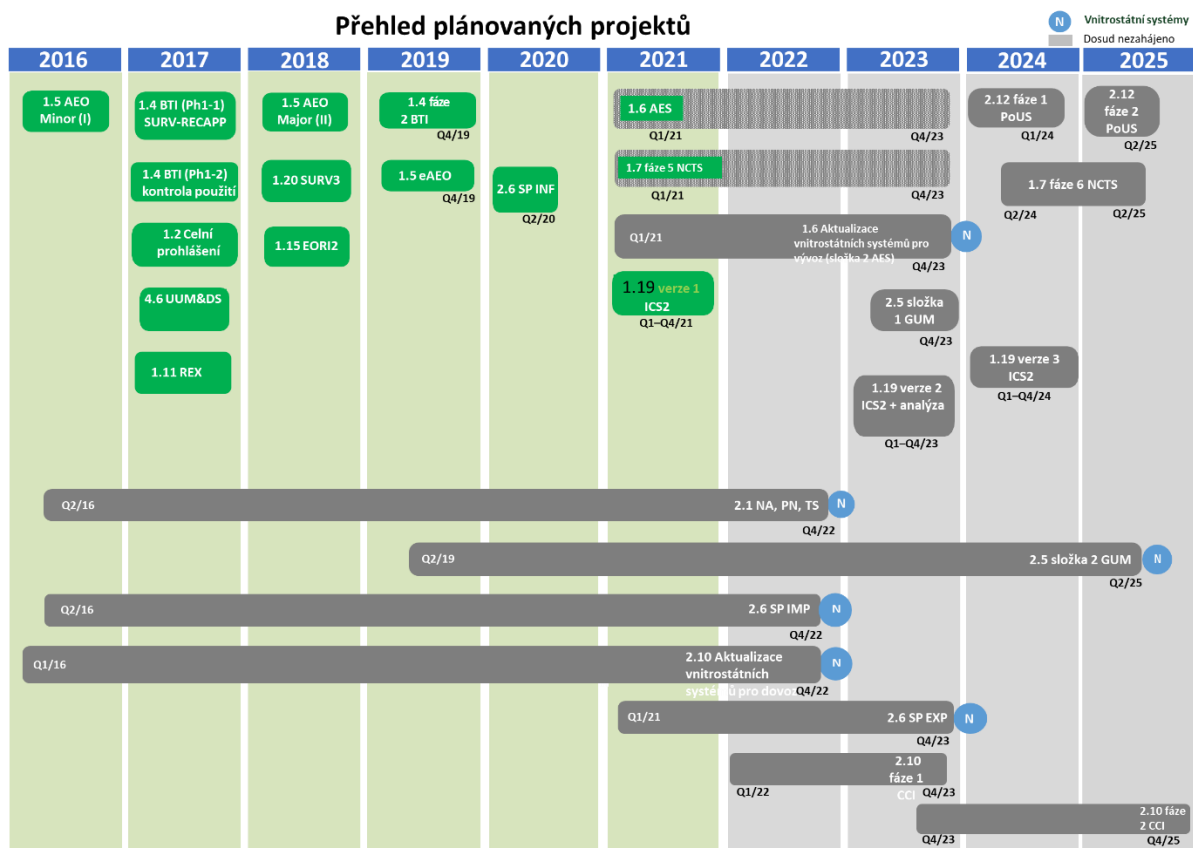 Přehled plánovaných projektů
N Vnitrostátní systémy
Dosud nezahájeno
2016 2017 2018 2019 2020 2021 2022 2023 2024 2025
1.5 AEO
Minor (I)
1.4 BTI (Ph1-1)
SURV-RECAPP
1.5 AEO
Major (II)
1.4 fáze
2 BTI
Q4/19
1.6 AES
Q1/21
Q4/23
2.12 fáze 1
PoUS
Q1/24
2.12
fáze 2
PoUS
Q2/25
1.4 BTI (Ph1-2)
kontrola použití
1.20 SURV3
1.5 eAEO
Q4/19
2.6 SP INF
Q2/20
1.7 fáze 5 NCTS
Q1/21
Q4/23
1.7 fáze 6 NCTS
Q2/24
Q2/25
1.2 Celní
prohlášení
1.15 EORI2
Q1/21
1.6 Aktualizace
vnitrostátních systémů pro
vývoz (složka 2 AES)
Q4/23
N
4.6 UUM&DS
1.19 verze 1
ICS2
Q1–Q4/21
2.5 složka
1 GUM
Q4/23
1.11 REX
1.19 verze 2
ICS2 + analýza
Q1–Q4/23
1.19 verze 3
ICS2
Q1–Q4/24
Q2/16
2.1 NA, PN, TS
N
Q4/22
Q2/19
2.5 složka 2 GUM
N
Q2/25
Q2/16
2.6 SP IMP
N
Q4/22
Q1/16
2.10 Aktualizace
vnitrostátních
systémů pro dovoz
N
Q4/22
Q1/21
2.6 SP EXP
N
Q4/23
2.10
fáze 1
CCI
Q1/22
Q4/23
2.10 fáze
2 CCI
Q4/23
Q4/25